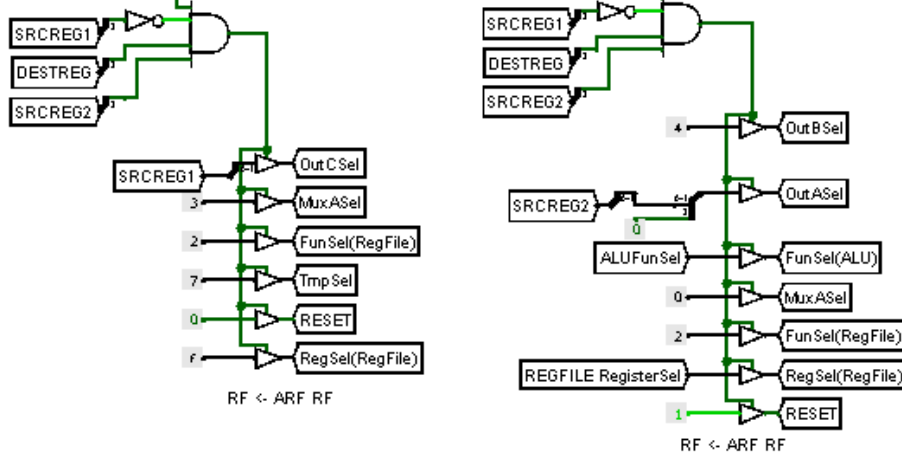 SRCREG1
DESTREG
SRCREG2
SRCREG1
OutCSel
3
MuxASel
2
FunSel(RegFile)
7
TmpSel
0
RESET
f
RegSel(RegFile)
RF <- ARF RF
SRCREG1
DESTREG
SRCREG2
4
OutBSel
SRCREG2
0
OutASel
ALUFunSel
FunSel(ALU)
0
MuxASel
2
FunSel(RegFile)
REGFILE RegisterSel
RegSel(RegFile)
1
RESET
RF <- ARF RF